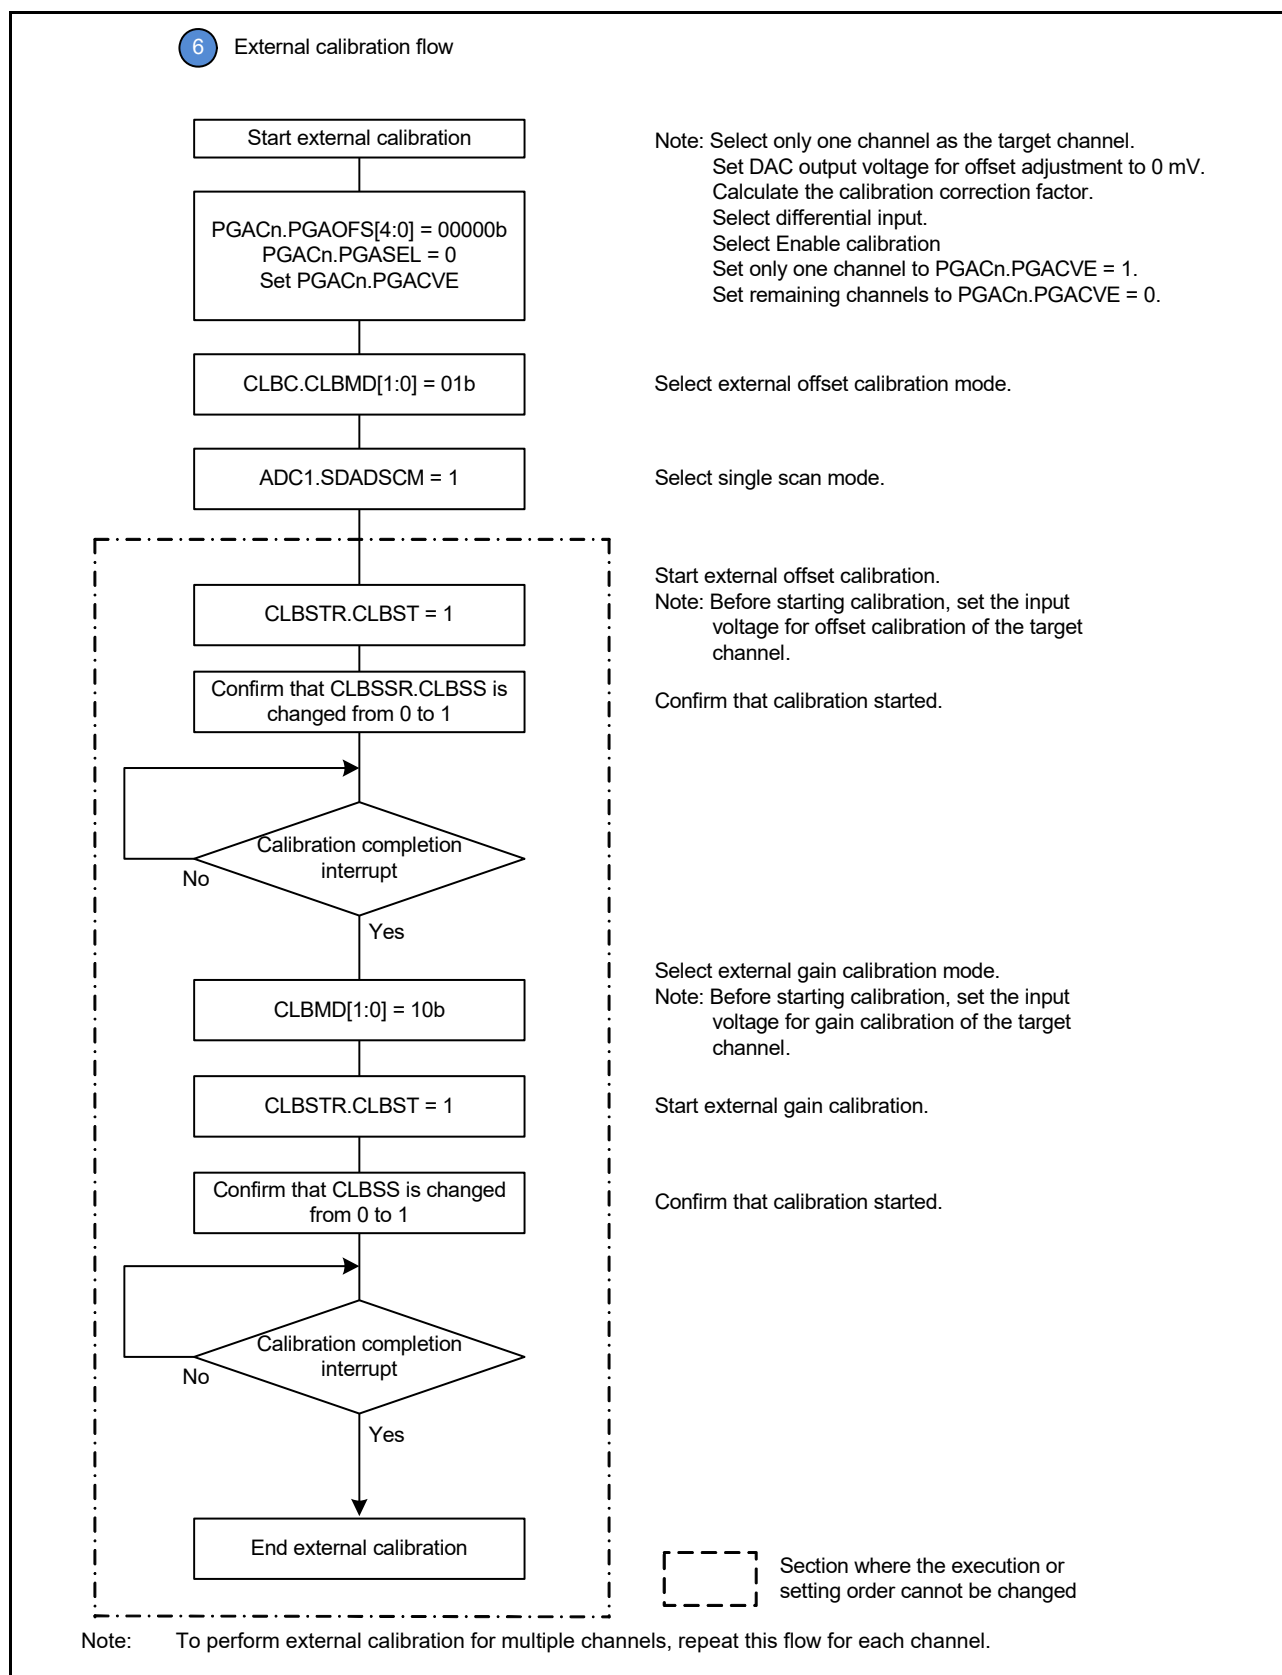 6 External calibration flow
Start external calibration
Note: Select only one channel as the target channel.
Set DAC output voltage for offset adjustment to 0 mV.
Calculate the calibration correction factor.
Select differential input.
Select Enable calibration
Set only one channel to PGACn.PGACVE = 1.
Set remaining channels to PGACn.PGACVE = 0.
PGACn.PGAOFS[4:0] = 00000b
PGACn.PGASEL = 0
Set PGACn.PGACVE
CLBC.CLBMD[1:0] = 01b
Select external offset calibration mode.
ADC1.SDADSCM = 1
Select single scan mode.
CLBSTR.CLBST = 1
Start external offset calibration.
Note: Before starting calibration, set the input
voltage for offset calibration of the target
channel.
Confirm that CLBSSR.CLBSS is
changed from 0 to 1
Confirm that calibration started.
Calibration completion
interrupt
No
Yes
CLBMD[1:0] = 10b
Select external gain calibration mode.
Note: Before starting calibration, set the input
voltage for gain calibration of the target
channel.
CLBSTR.CLBST = 1
Start external gain calibration.
Confirm that CLBSS is changed
from 0 to 1
Confirm that calibration started.
Calibration completion
interrupt
No
Yes
End external calibration
Section where the execution or
setting order cannot be changed
Note: To perform external calibration for multiple channels, repeat this flow for each channel.